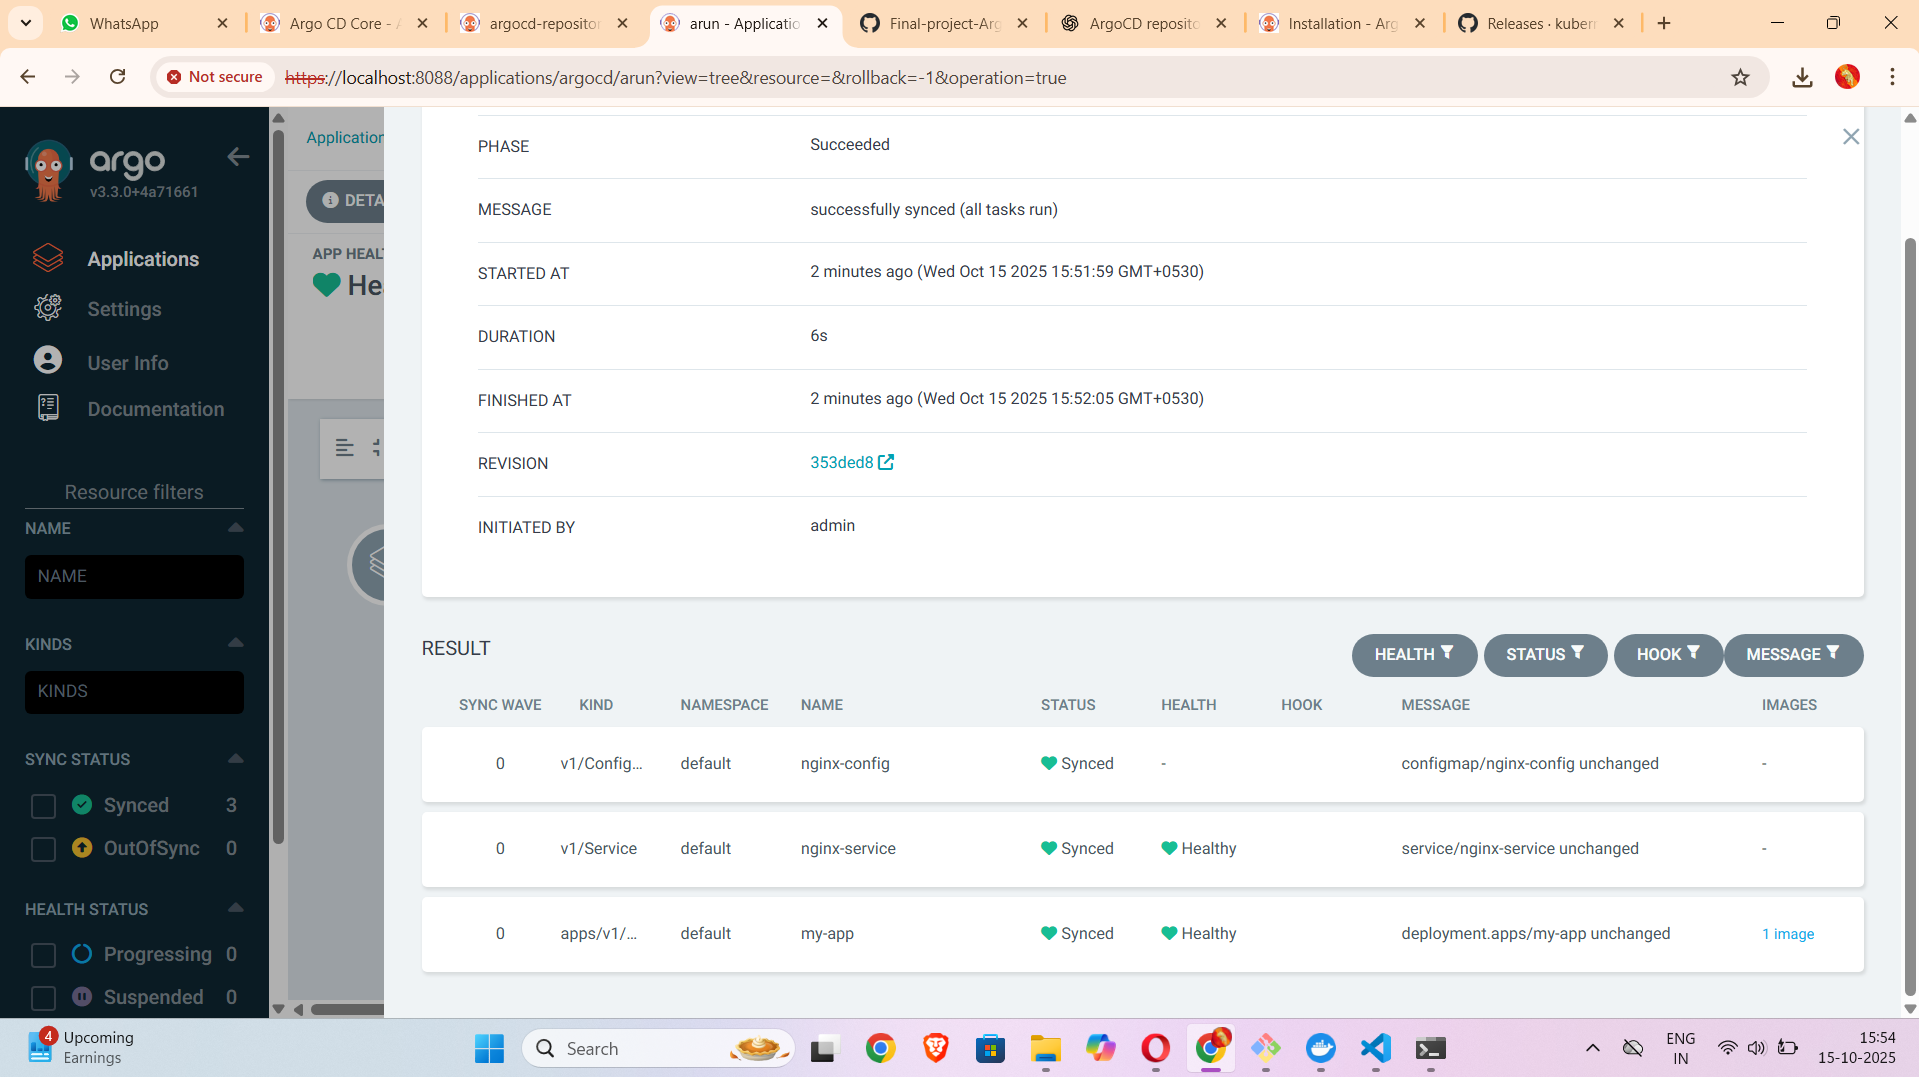 WhatsApp
Argo CD Core - A
argocd-repositor
arun - Applicatio
Final-project-Arg
ArgoCD reposito
Installation - Arg
Releases · kuberr
Not secure
https://localhost:8088/applications/argocd/arun?view=tree&resource=&rollback=-1&operation=true
argo
v3.3.0+4a71661
Applications
Settings
User Info
Documentation
Resource filters
NAME
NAME
KINDS
KINDS
SYNC STATUS
Synced 3
OutOfSync 0
HEALTH STATUS
Progressing 0
Suspended 0
Application
DETA
APP HEALT
Hea
PHASE Succeeded
MESSAGE successfully synced (all tasks run)
STARTED AT 2 minutes ago (Wed Oct 15 2025 15:51:59 GMT+0530)
DURATION 6s
FINISHED AT 2 minutes ago (Wed Oct 15 2025 15:52:05 GMT+0530)
REVISION 353ded8
INITIATED BY admin
RESULT
HEALTH STATUS HOOK MESSAGE
SYNC WAVE KIND NAMESPACE NAME STATUS HEALTH HOOK MESSAGE IMAGES
0 v1/Config... default nginx-config Synced - configmap/nginx-config unchanged -
0 v1/Service default nginx-service Synced Healthy service/nginx-service unchanged -
0 apps/v1/... default my-app Synced Healthy deployment.apps/my-app unchanged 1 image
4
Upcoming
Earnings
Search
ENG
IN
15:54
15-10-2025